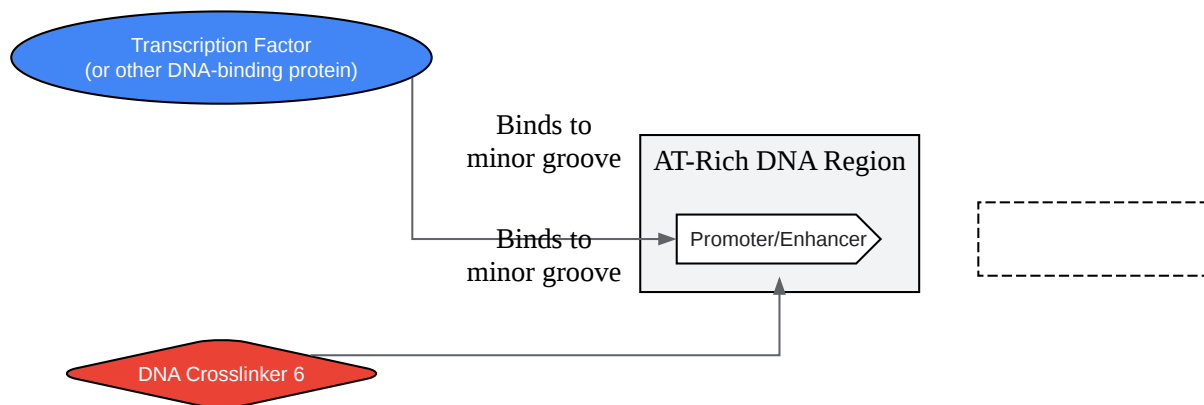 Transcription Factor
(or other DNA-binding protein)
Binds to
minor groove
AT-Rich DNA Region
Binds to
minor groove
Promoter/Enhancer
DNA Crosslinker 6